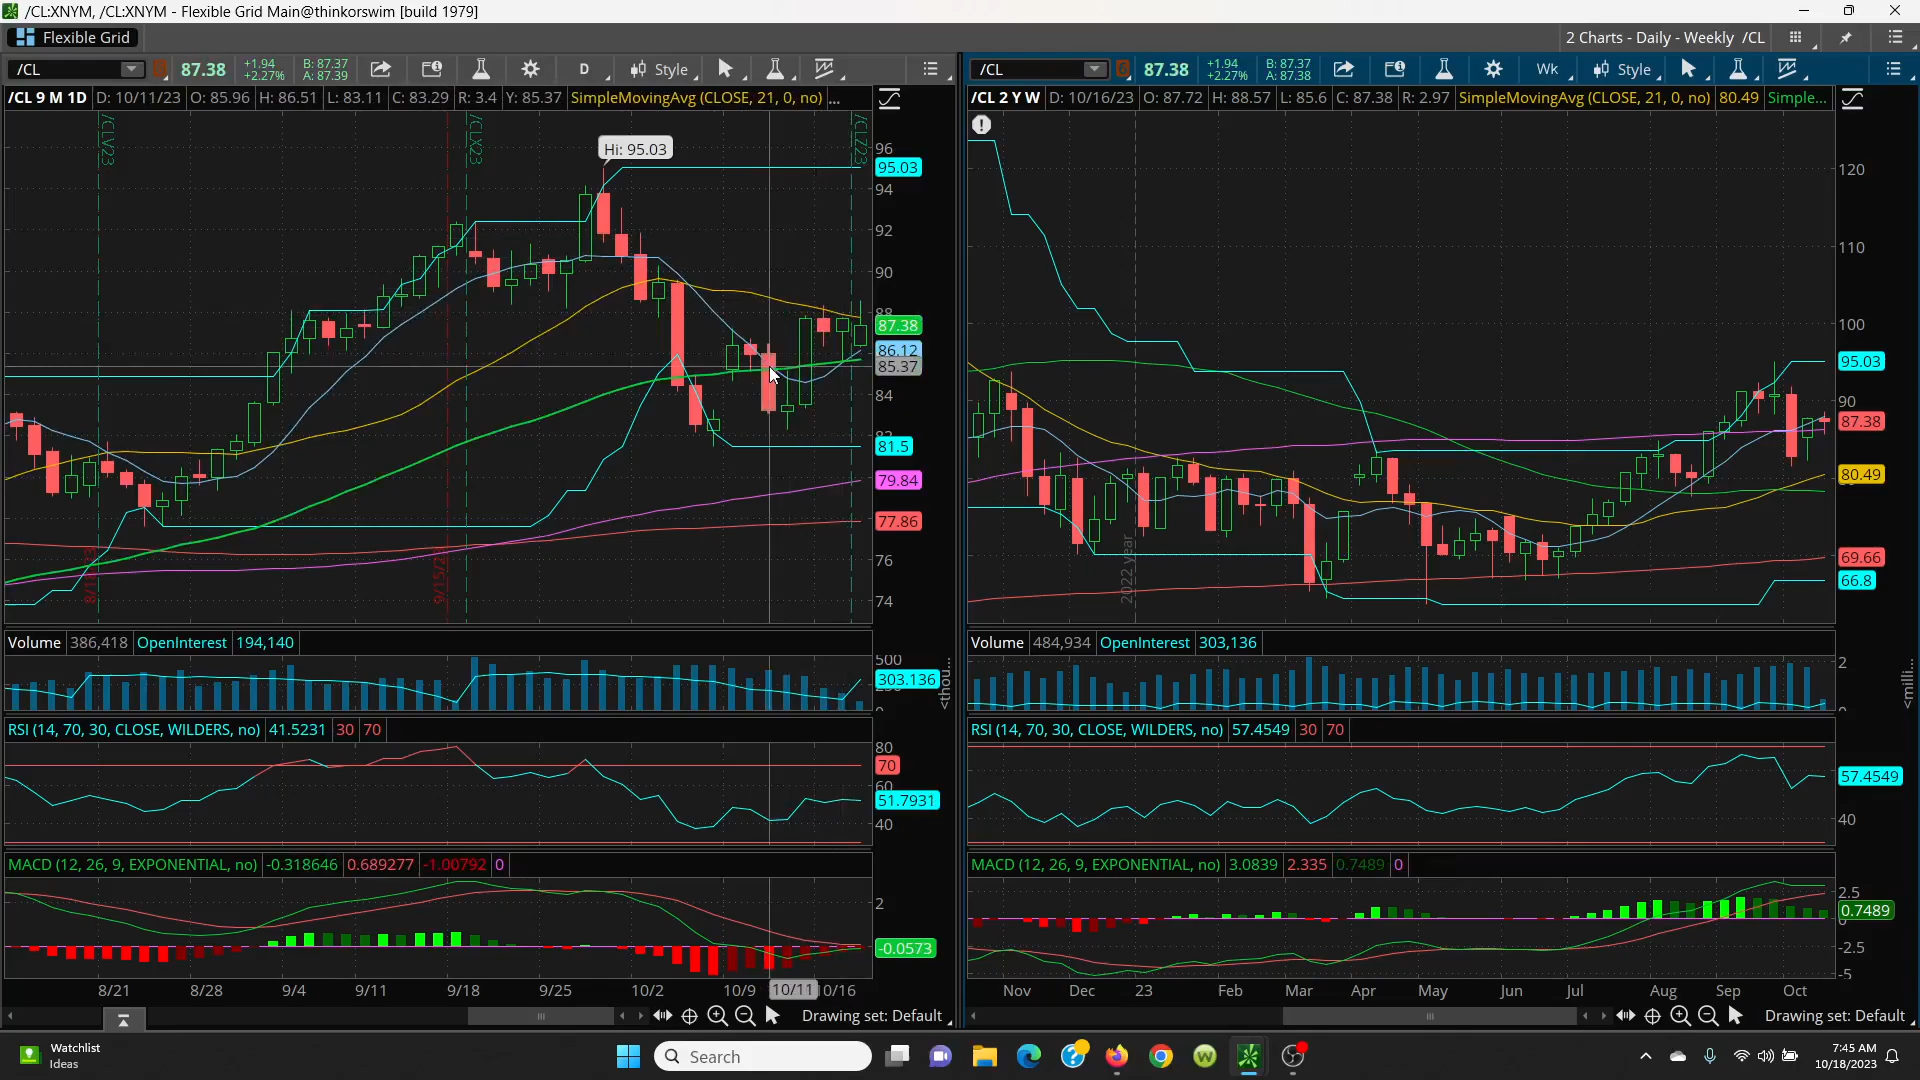 /CL:XNYM, /CL:XNYM - Flexible Grid Main@thinkorswim [build 1979]
Flexible Grid
2 Charts - Daily - Weekly /CL
/CL 87.38 +1.94 +2.27% B: 87.37 A: 87.39 D Style
/CL 9 M 1D D: 10/11/23 O: 85.96 H: 86.51 L: 83.11 C: 83.29 R: 3.4 Y: 85.37 SimpleMovingAvg (CLOSE, 21, 0, no) ...
/CLV23
/CLX23
/CLZ23
Hi: 95.03
96
95.03
94
92
90
88
87.38
86.12
85.37
84
82
81.5
79.84
77.86
76
74
9/15/23
Volume 386,418 OpenInterest 194,140
500
303.136
<thou...
RSI (14, 70, 30, CLOSE, WILDERS, no) 41.5231 30 70
80
70
60
51.7931
40
MACD (12, 26, 9, EXPONENTIAL, no) -0.318646 0.689277 -1.00792 0
2
-0.0573
8/21 8/28 9/4 9/11 9/18 9/25 10/2 10/9 10/11 10/16
Drawing set: Default
/CL 87.38 +1.94 +2.27% B: 87.37 A: 87.38 Wk Style
/CL 2 Y W D: 10/16/23 O: 87.72 H: 88.57 L: 85.6 C: 87.38 R: 2.97 SimpleMovingAvg (CLOSE, 21, 0, no) 80.49 Simple...
120
110
100
95.03
90
87.38
80.49
69.66
66.8
2022 year
Volume 484,934 OpenInterest 303,136
2
<milli...
RSI (14, 70, 30, CLOSE, WILDERS, no) 57.4549 30 70
57.4549
40
MACD (12, 26, 9, EXPONENTIAL, no) 3.0839 2.335 0.7489 0
2.5
0.7489
-2.5
-5
Nov Dec 23 Feb Mar Apr May Jun Jul Aug Sep Oct
Drawing set: Default
Watchlist
Ideas
Search
7:45 AM
10/18/2023